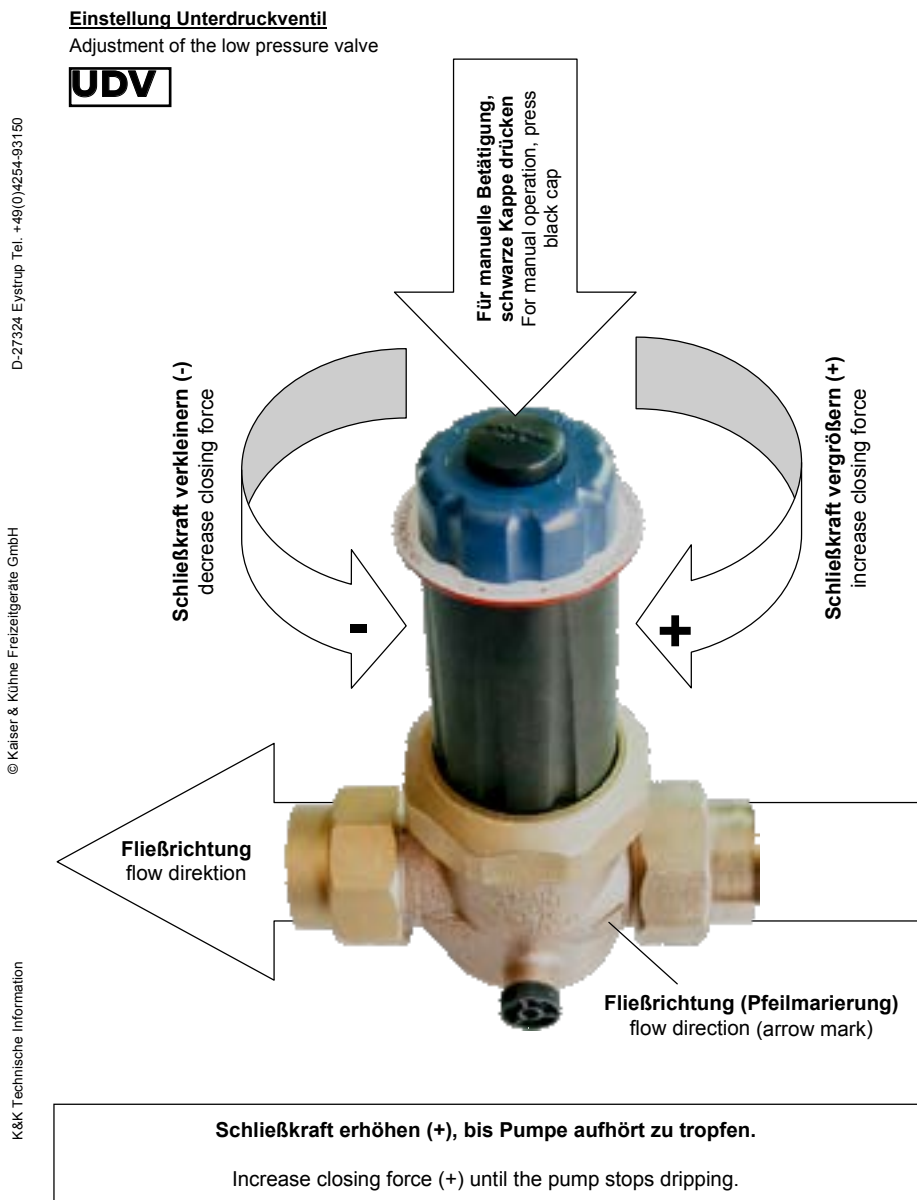 Einstellung Unterdruckventil
Adjustment of the low pressure valve
UDV
Für manuelle Betätigung,
schwarze Kappe drücken
For manual operation, press
black cap
Schließkraft verkleinern (-)
decrease closing force
Schließkraft vergrößern (+)
increase closing force
-
+
Fließrichtung
flow direktion
Fließrichtung (Pfeilmarierung)
flow direction (arrow mark)
Schließkraft erhöhen (+), bis Pumpe aufhört zu tropfen.
Increase closing force (+) until the pump stops dripping.
K&K Technische Information
© Kaiser & Kühne Freizeitgeräte GmbH
D-27324 Eystrup Tel. +49(0)4254-93150